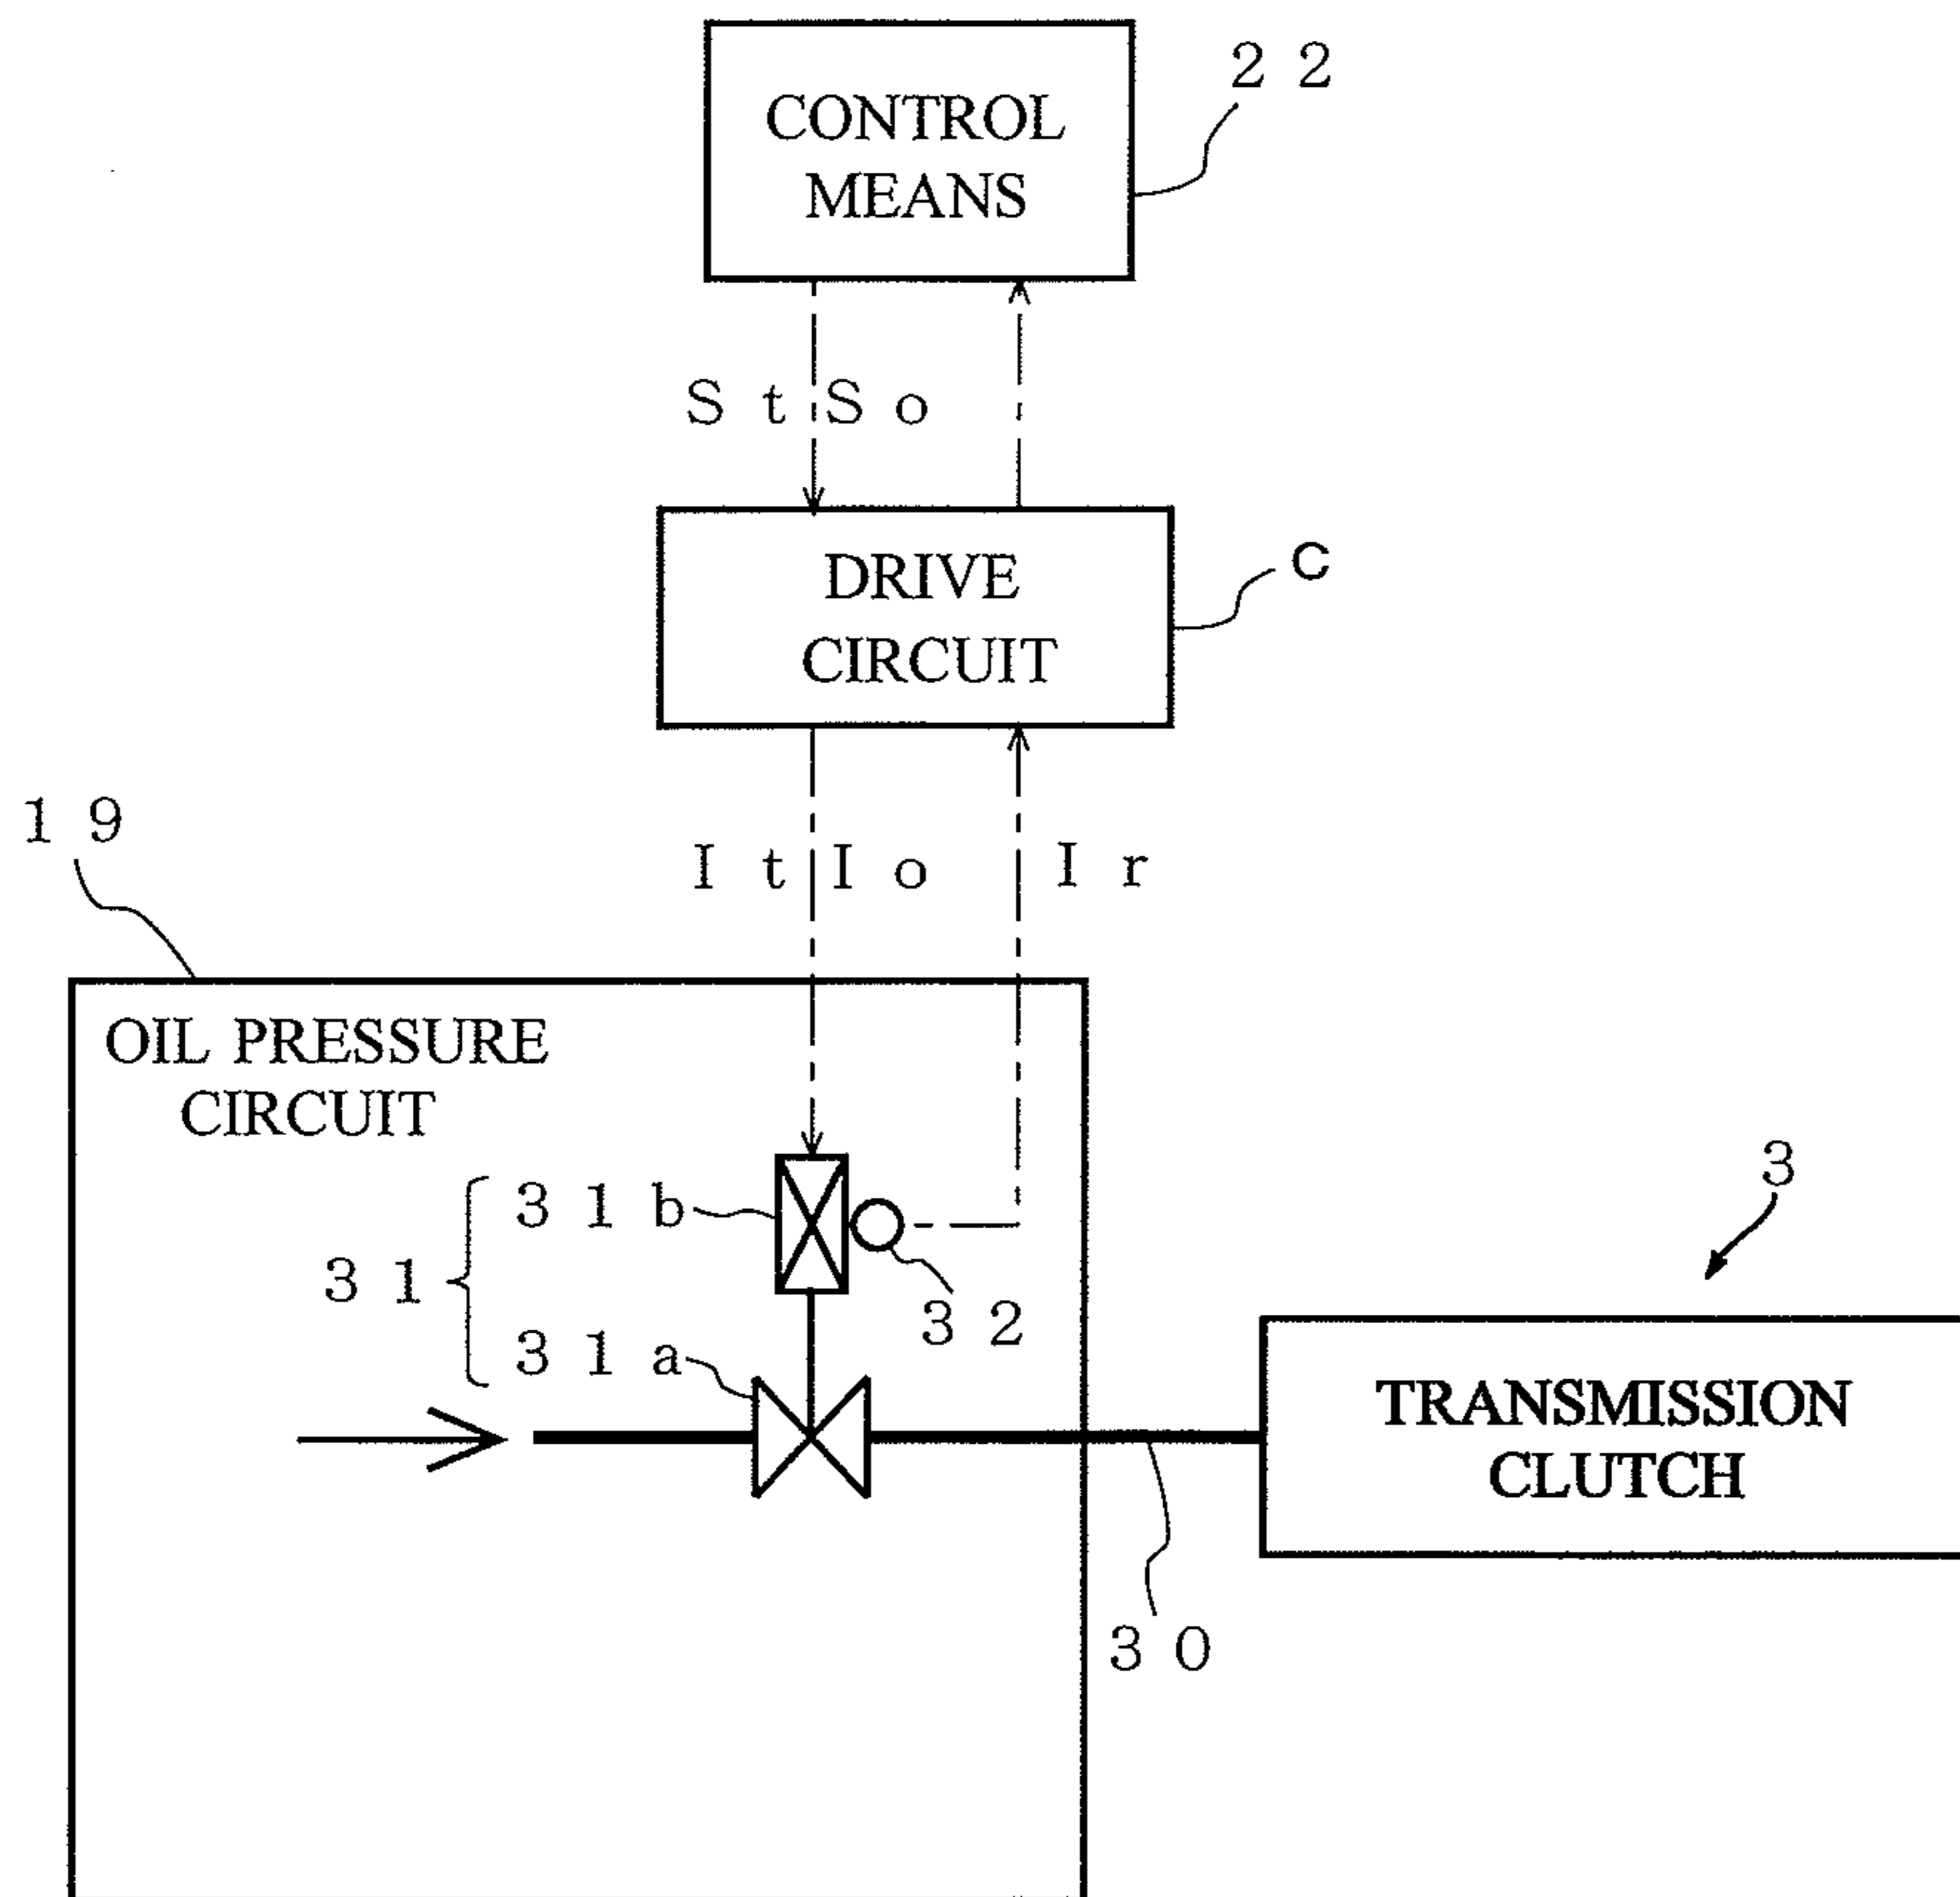 22
CONTROL
MEANS
St So
C
DRIVE
CIRCUIT
19
It Io Ir
OIL PRESSURE
CIRCUIT
31b
3
31
32
31a
TRANSMISSION
CLUTCH
30